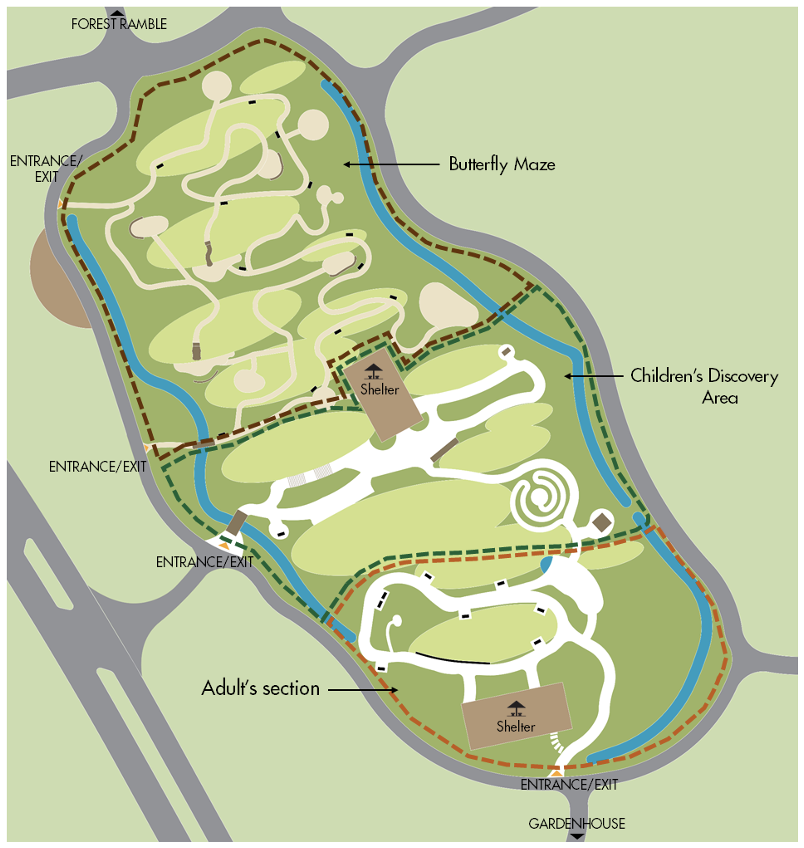 FOREST RAMBLE
ENTRANCE/
EXIT
Butterfly Maze
Children's Discovery
Area
Shelter
ENTRANCE/EXIT
ENTRANCE/EXIT
Adult's section
Shelter
ENTRANCE/EXIT
GARDENHOUSE